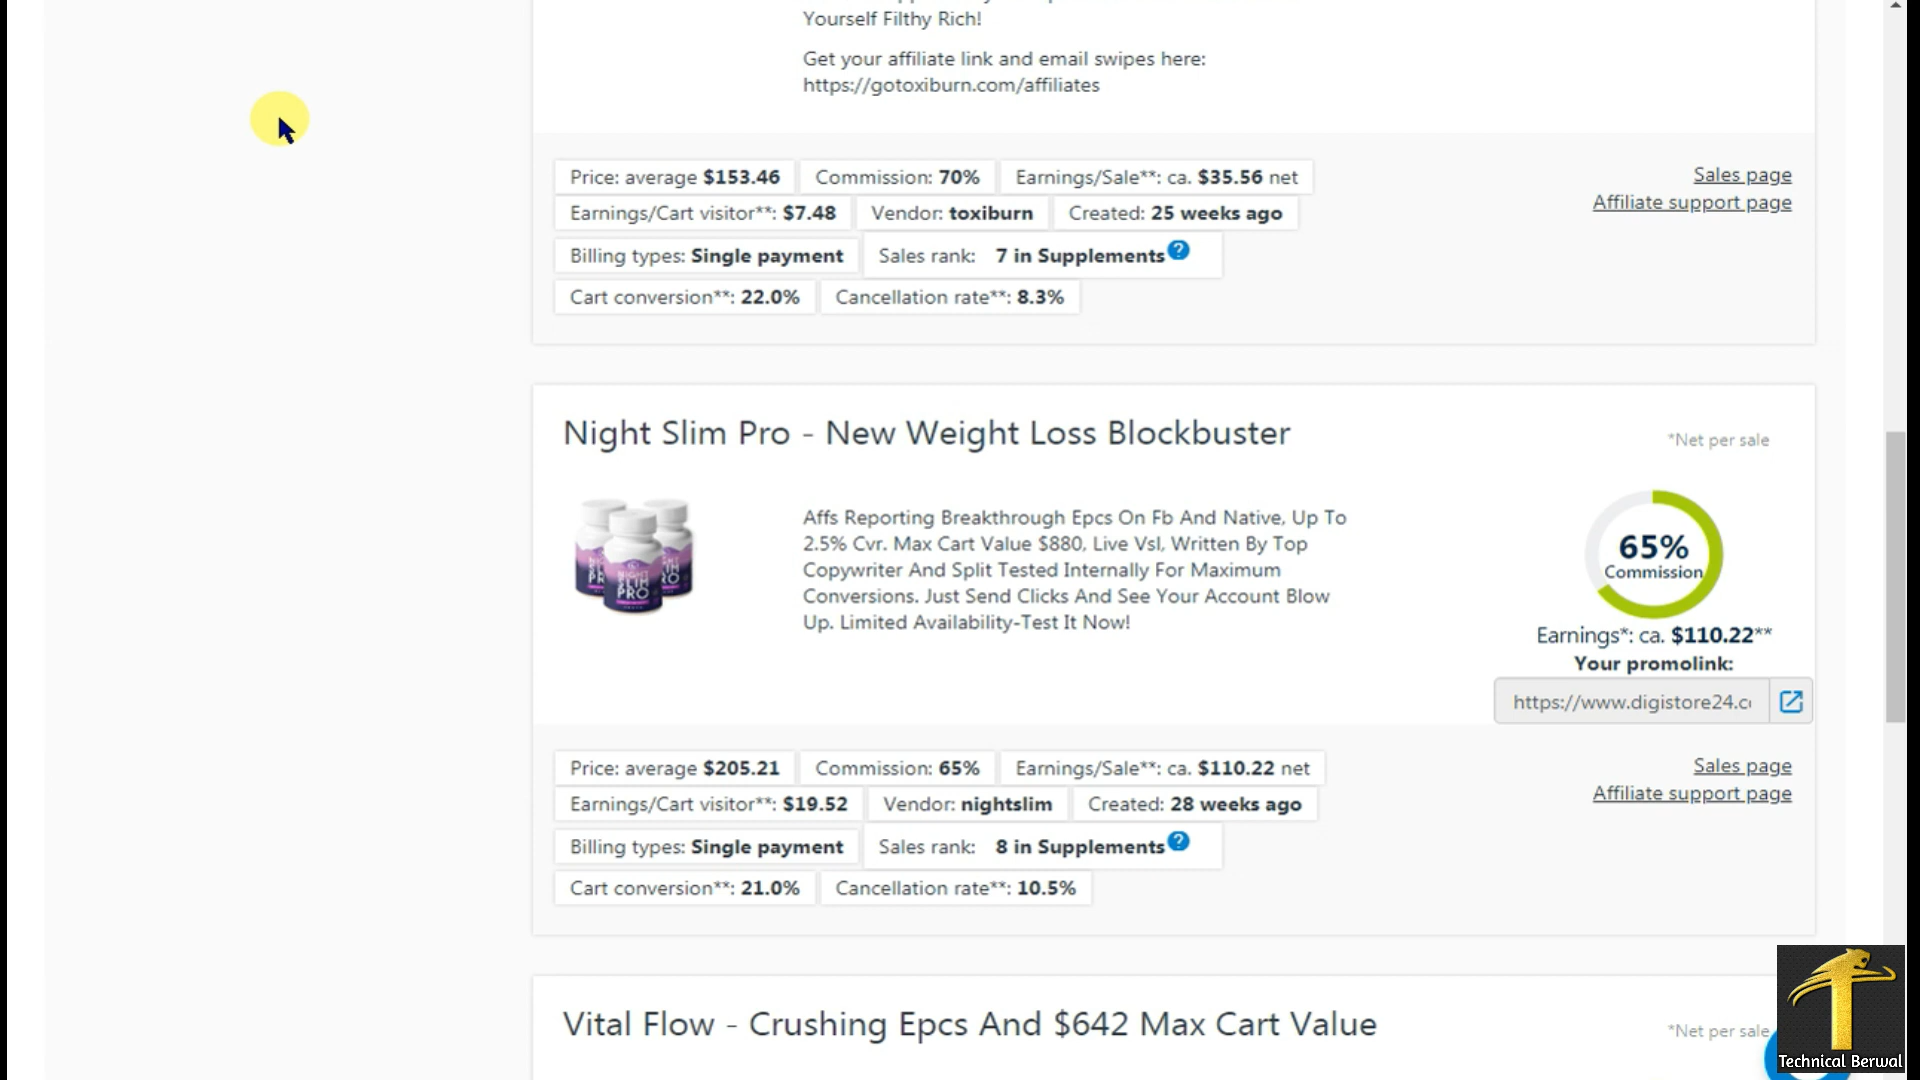 Yourself Filthy Rich!
Get your affiliate link and email swipes here:
https://gotoxiburn.com/affiliates
Price: average $153.46 Commission: 70% Earnings/Sale**: ca. $35.56 net
Sales page
Earnings/Cart visitor**: $7.48 Vendor: toxiburn Created: 25 weeks ago
Affiliate support page
Billing types: Single payment Sales rank: 7 in Supplements ?
Cart conversion**: 22.0% Cancellation rate**: 8.3%
Night Slim Pro - New Weight Loss Blockbuster
*Net per sale
NIGHT
SLIM
PRO
Affs Reporting Breakthrough Epcs On Fb And Native, Up To
2.5% Cvr. Max Cart Value $880, Live Vsl, Written By Top
Copywriter And Split Tested Internally For Maximum
Conversions. Just Send Clicks And See Your Account Blow
Up. Limited Availability-Test It Now!
65%
Commission
Earnings*: ca. $110.22**
Your promolink:
https://www.digistore24.c
Price: average $205.21 Commission: 65% Earnings/Sale**: ca. $110.22 net
Sales page
Earnings/Cart visitor**: $19.52 Vendor: nightslim Created: 28 weeks ago
Affiliate support page
Billing types: Single payment Sales rank: 8 in Supplements ?
Cart conversion**: 21.0% Cancellation rate**: 10.5%
Vital Flow - Crushing Epcs And $642 Max Cart Value
*Net per sale
Technical Berwal